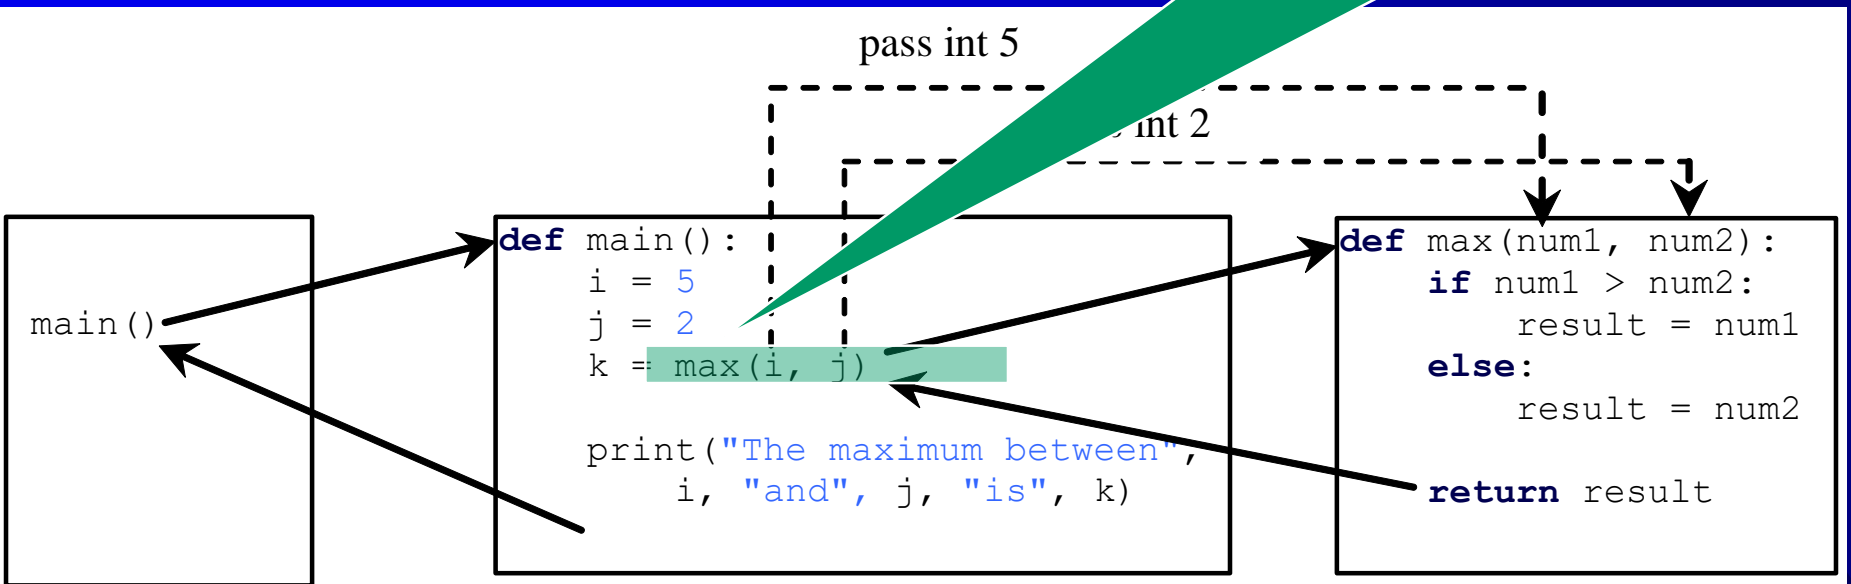 pass int 5
int 2
main()
def main():
    i = 5
    j = 2
    k = max(i, j)
    print("The maximum between",
        i, "and", j, "is", k)
def max(num1, num2):
    if num1 > num2:
        result = num1
    else:
        result = num2
    return result